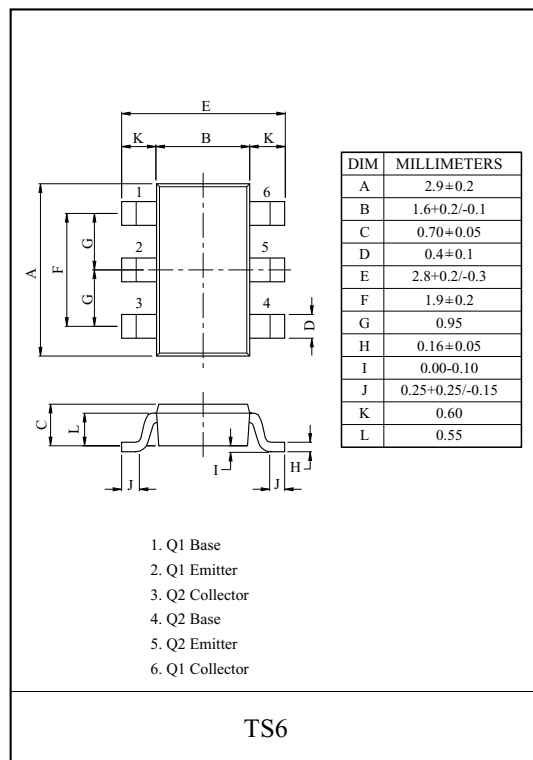 E
K B K
1 6
G
2 5
A F
G
3 4
D
C L
I H
J J
DIM MILLIMETERS
A 2.9±0.2
B 1.6+0.2/-0.1
C 0.70±0.05
D 0.4±0.1
E 2.8+0.2/-0.3
F 1.9±0.2
G 0.95
H 0.16±0.05
I 0.00-0.10
J 0.25+0.25/-0.15
K 0.60
L 0.55
1. Q1 Base
2. Q1 Emitter
3. Q2 Collector
4. Q2 Base
5. Q2 Emitter
6. Q1 Collector
TS6